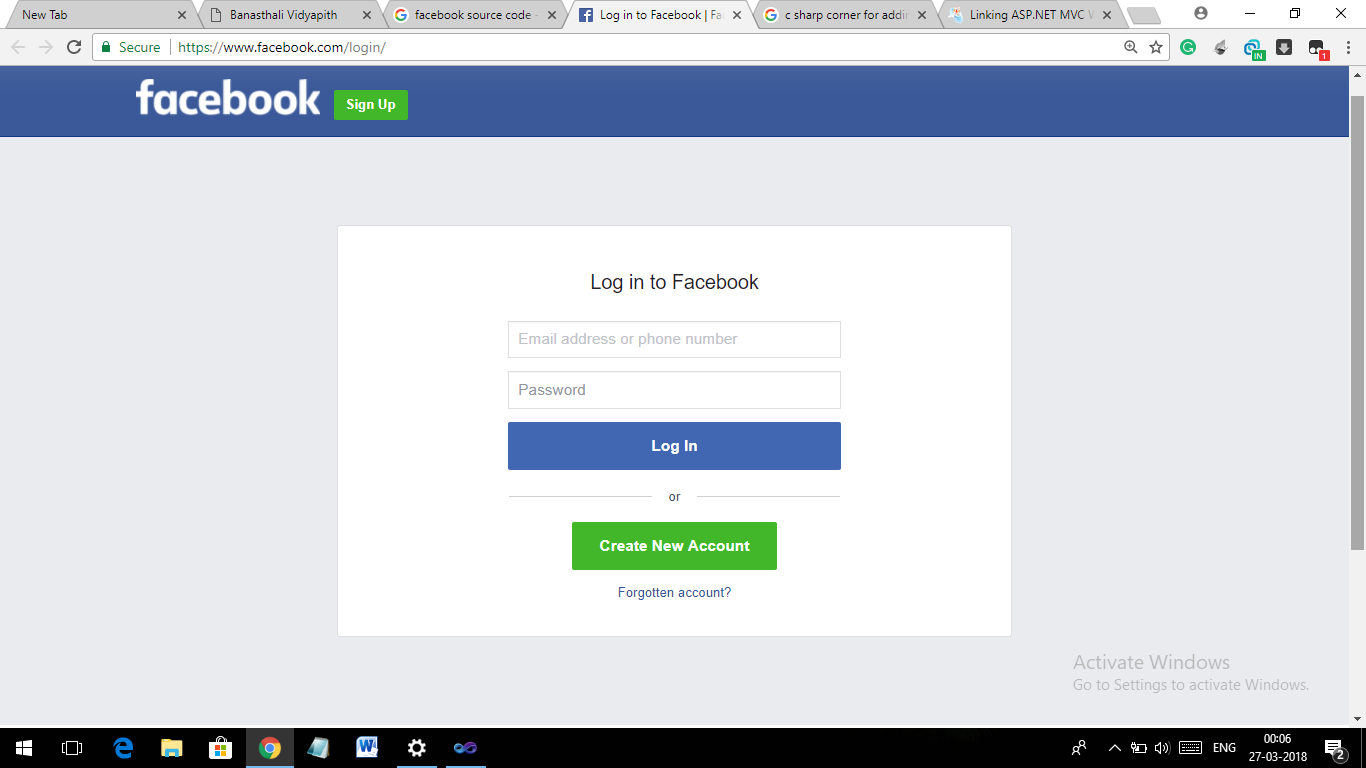 New Tab
Banasthali Vidyapith
facebook source code -
Log in to Facebook | Fa
c sharp corner for addin
Linking ASP.NET MVC V
Secure
https://www.facebook.com/login/
IN
1
facebook
Sign Up
Log in to Facebook
Email address or phone number
Password
Log In
or
Create New Account
Forgotten account?
Activate Windows
Go to Settings to activate Windows.
ENG
00:06
27-03-2018
2